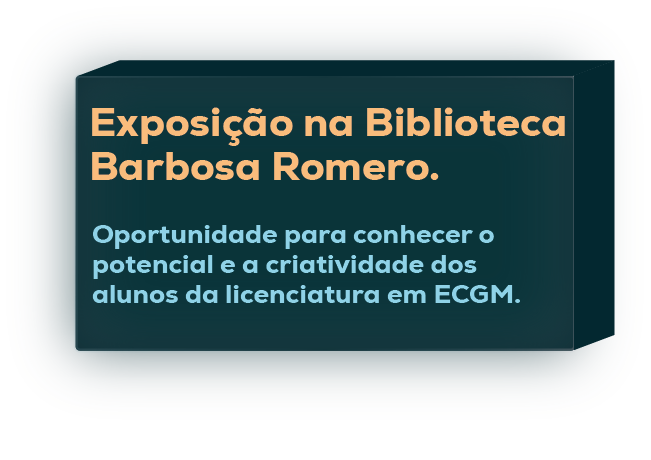 Exposição na Biblioteca
Barbosa Romero.
Oportunidade para conhecer o
potencial e a criatividade dos
alunos da licenciatura em ECGM.